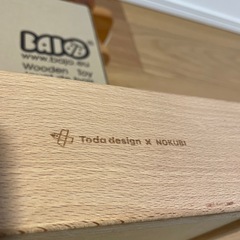 BAJO
www.bajo.eu
Wooden Toy
Toda design x NOKUBI